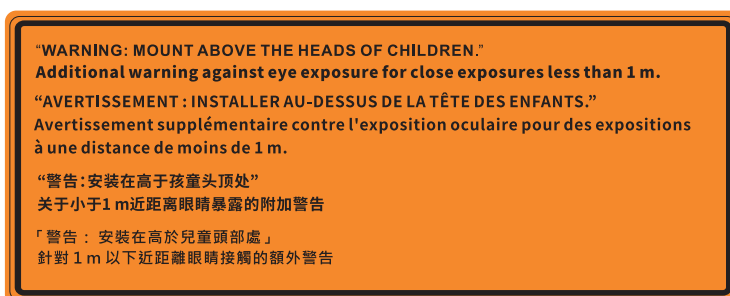 “WARNING: MOUNT ABOVE THE HEADS OF CHILDREN.”
Additional warning against eye exposure for close exposures less than 1 m.
“AVERTISSEMENT : INSTALLER AU-DESSUS DE LA TÊTE DES ENFANTS.”
Avertissement supplémentaire contre l'exposition oculaire pour des expositions
à une distance de moins de 1 m.
“警告:安装在高于孩童头顶处”
关于小于1 m近距离眼睛暴露的附加警告
「警告： 安裝在高於兒童頭部處」
針對 1 m 以下近距離眼睛接觸的額外警告